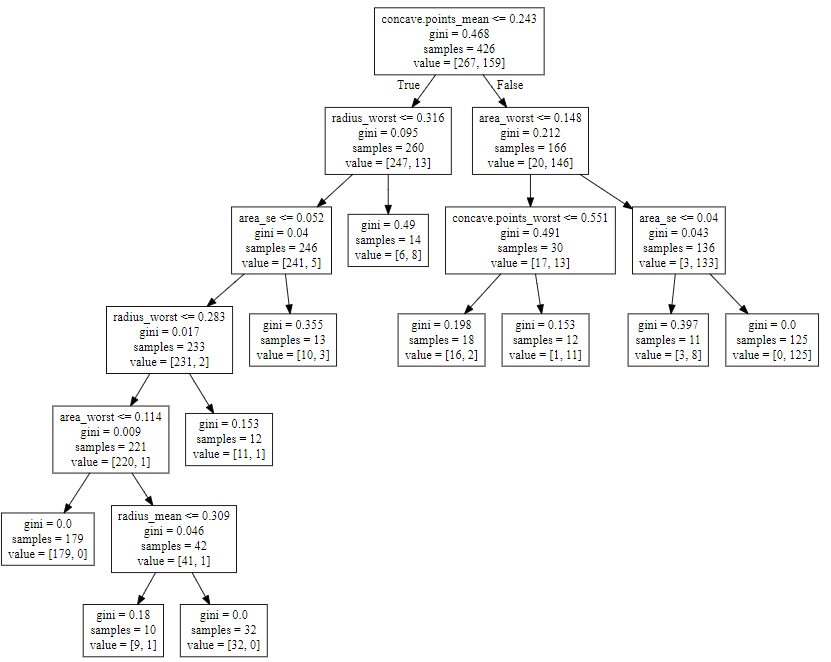 concave.points_mean <= 0.243
gini = 0.468
samples = 426
value = [267, 159]
True
False
radius_worst <= 0.316
gini = 0.095
samples = 260
value = [247, 13]
area_worst <= 0.148
gini = 0.212
samples = 166
value = [20, 146]
area_se <= 0.052
gini = 0.04
samples = 246
value = [241, 5]
gini = 0.49
samples = 14
value = [6, 8]
concave.points_worst <= 0.551
gini = 0.491
samples = 30
value = [17, 13]
area_se <= 0.04
gini = 0.043
samples = 136
value = [3, 133]
radius_worst <= 0.283
gini = 0.017
samples = 233
value = [231, 2]
gini = 0.355
samples = 13
value = [10, 3]
gini = 0.198
samples = 18
value = [16, 2]
gini = 0.153
samples = 12
value = [1, 11]
gini = 0.397
samples = 11
value = [3, 8]
gini = 0.0
samples = 125
value = [0, 125]
area_worst <= 0.114
gini = 0.009
samples = 221
value = [220, 1]
gini = 0.153
samples = 12
value = [11, 1]
gini = 0.0
samples = 179
value = [179, 0]
radius_mean <= 0.309
gini = 0.046
samples = 42
value = [41, 1]
gini = 0.18
samples = 10
value = [9, 1]
gini = 0.0
samples = 32
value = [32, 0]